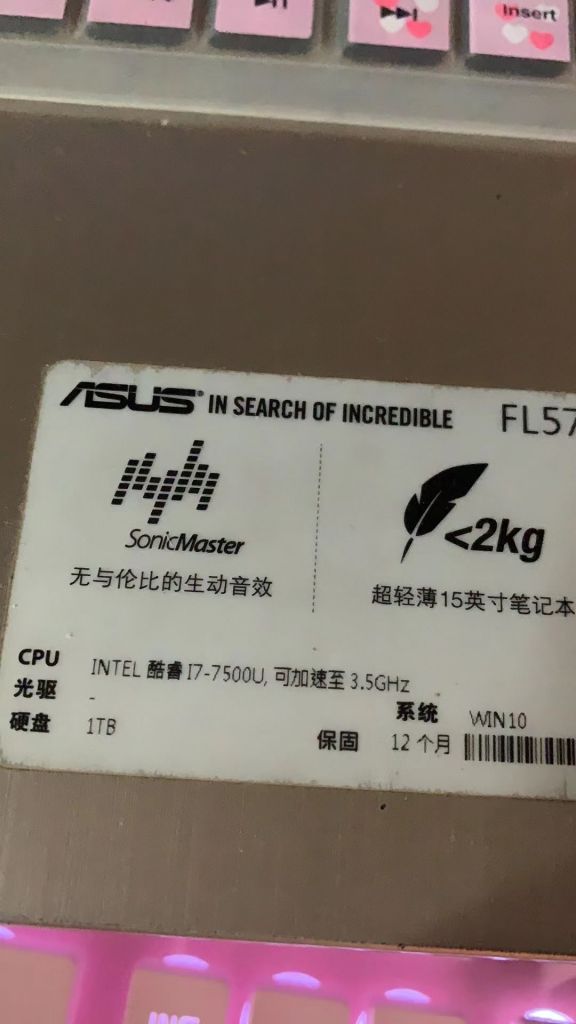 Insert
ASUS IN SEARCH OF INCREDIBLE FL57
SonicMaster
无与伦比的生动音效
<2kg
超轻薄15英寸笔记本
CPU INTEL 酷睿 I7-7500U, 可加速至 3.5GHz
光驱 -
硬盘 1TB
系统 WIN10
保固 12 个月